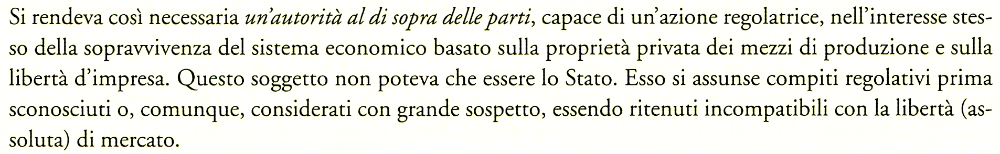 Si rendeva così necessaria un'autorità al di sopra delle parti, capace di un'azione regolatrice, nell'interesse stes-
so della sopravvivenza del sistema economico basato sulla proprietà privata dei mezzi di produzione e sulla
libertà d'impresa. Questo soggetto non poteva che essere lo Stato. Esso si assunse compiti regolativi prima
sconosciuti o, comunque, considerati con grande sospetto, essendo ritenuti incompatibili con la libertà (as-
soluta) di mercato.